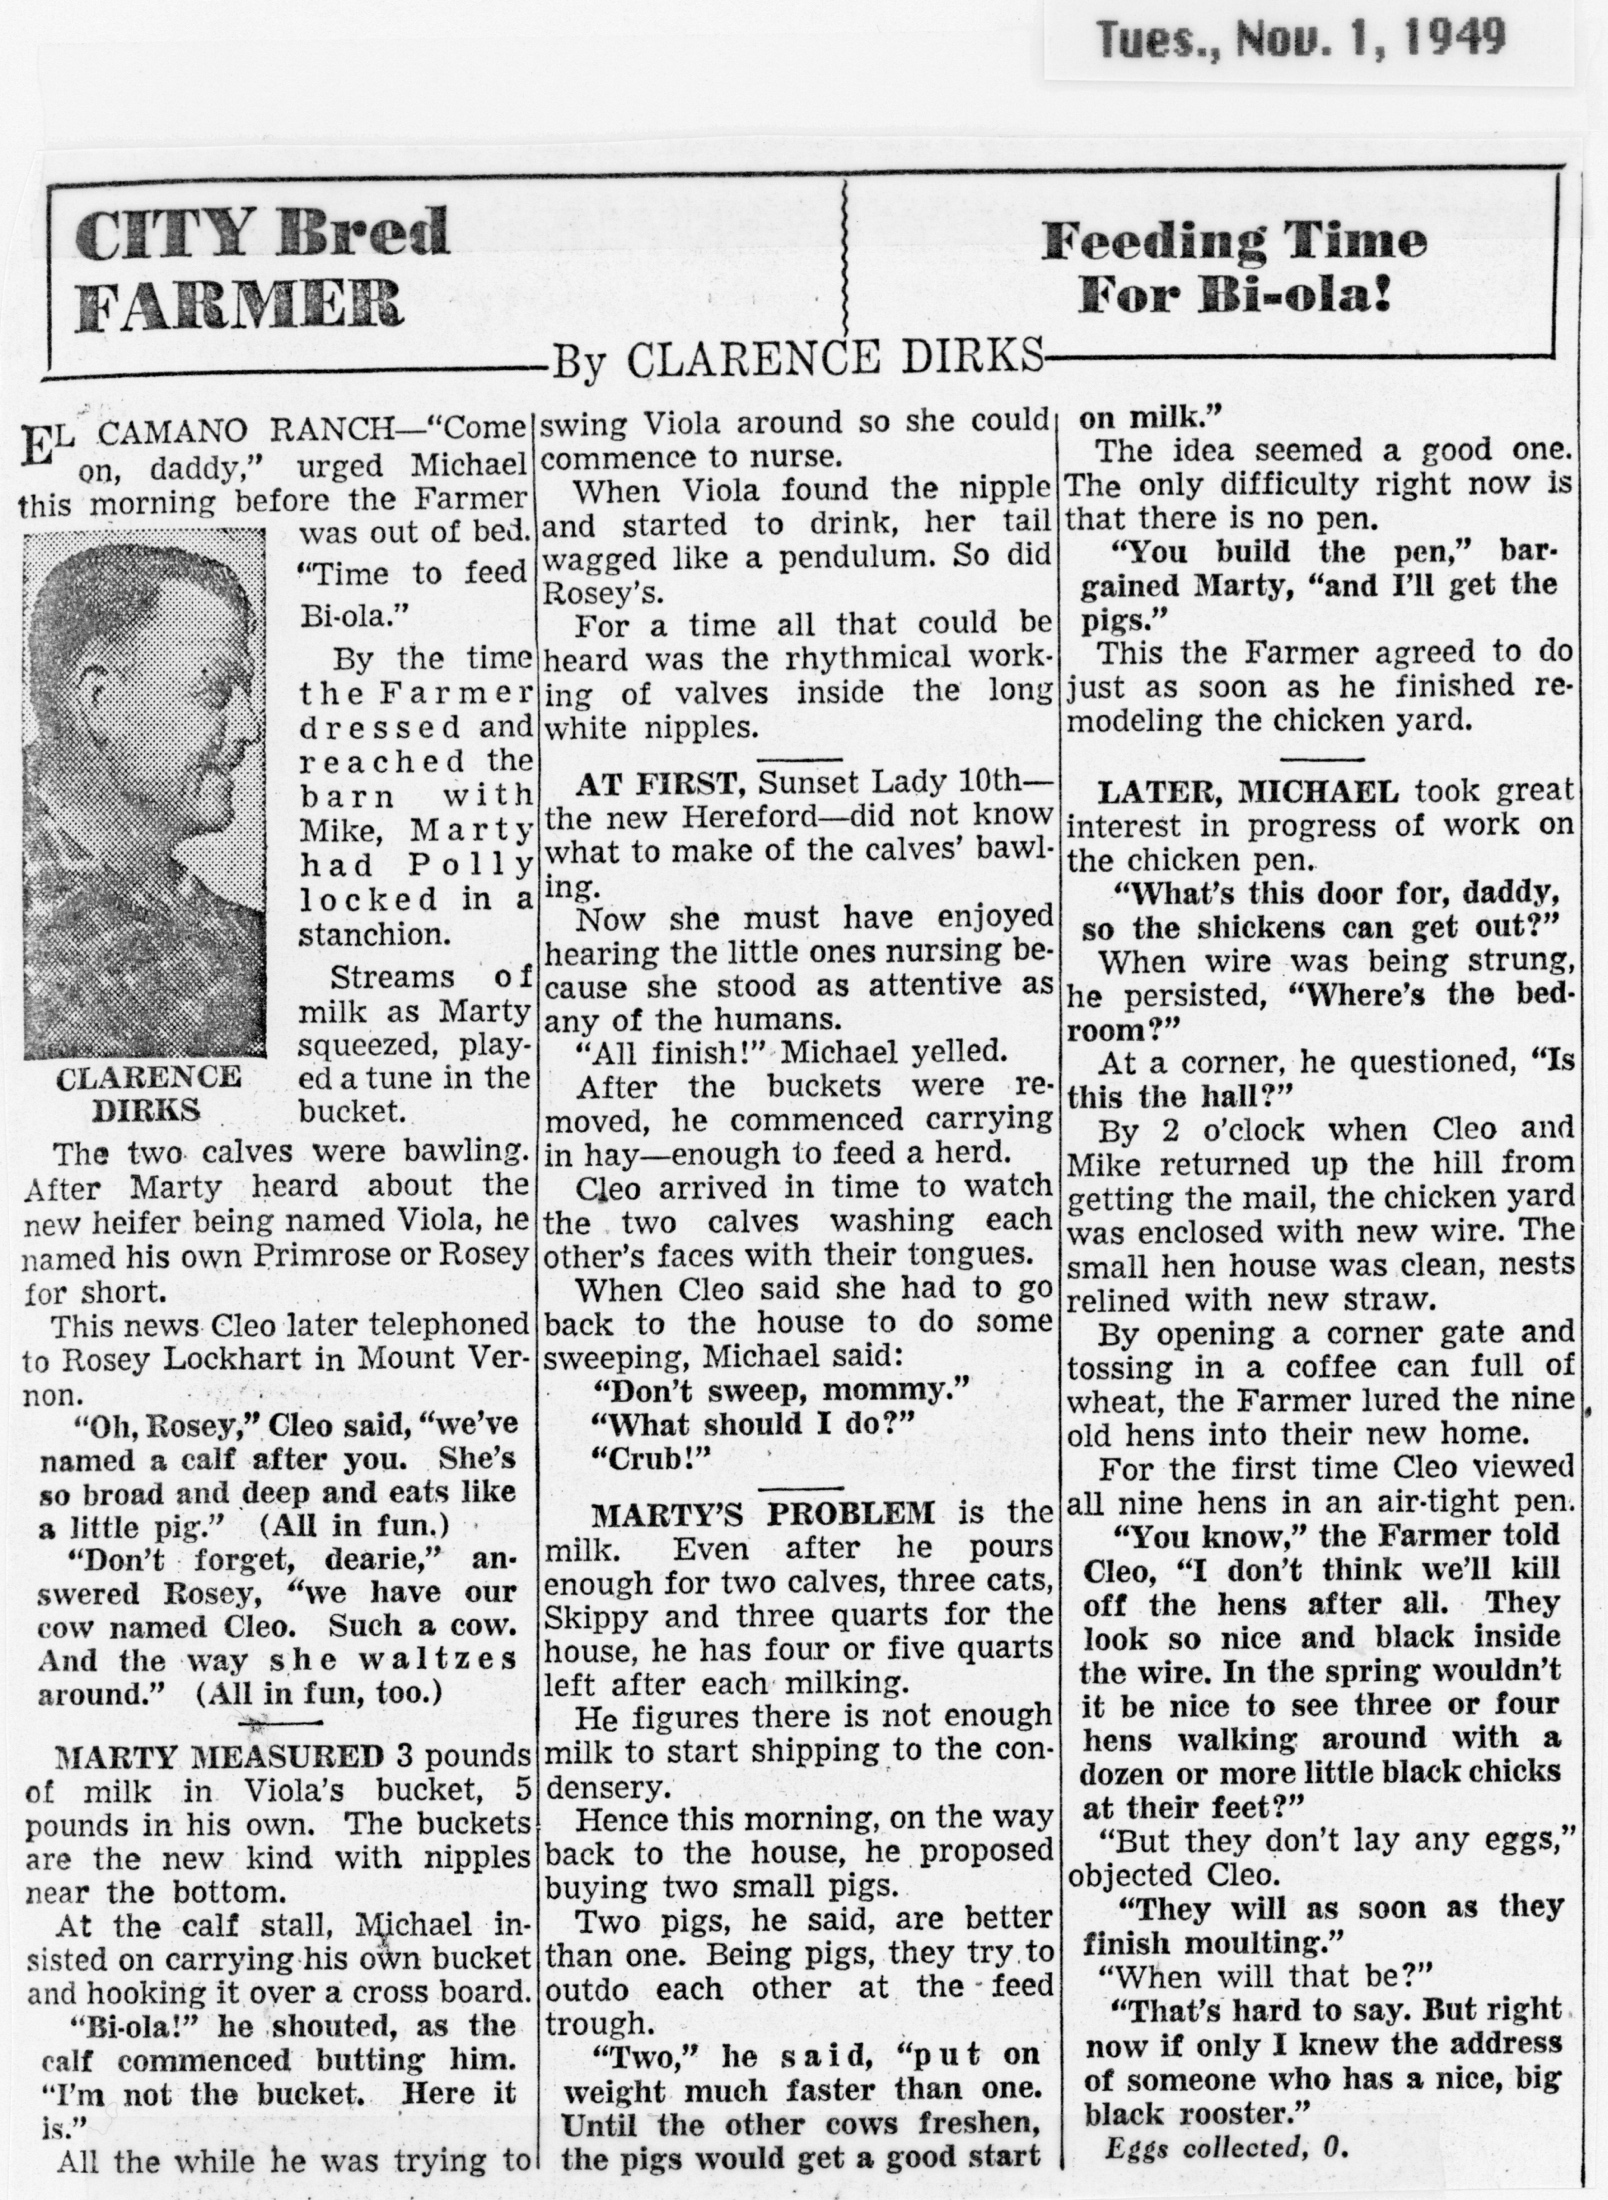 Tues., Nov. 1, 1949
CITY Bred
FARMER
Feeding Time
For Bi-ola!
By CLARENCE DIRKS
EL CAMANO RANCH—“Come
on, daddy,” urged Michael
this morning before the Farmer
was out of bed.
“Time to feed
Bi-ola.”
By the time
the Farmer
dressed and
reached the
barn with
Mike, Marty
had Polly
locked in a
stanchion.
Streams of
milk as Marty
squeezed, play-
ed a tune in the
bucket.
CLARENCE
DIRKS
The two calves were bawling.
After Marty heard about the
new heifer being named Viola, he
named his own Primrose or Rosey
for short.
This news Cleo later telephoned
to Rosey Lockhart in Mount Ver-
non.
“Oh, Rosey,” Cleo said, “we’ve
named a calf after you. She’s
so broad and deep and eats like
a little pig.” (All in fun.)
“Don’t forget, dearie,” an-
swered Rosey, “we have our
cow named Cleo. Such a cow.
And the way she waltzes
around.” (All in fun, too.)
MARTY MEASURED 3 pounds
of milk in Viola’s bucket, 5
pounds in his own. The buckets
are the new kind with nipples
near the bottom.
At the calf stall, Michael in-
sisted on carrying his own bucket
and hooking it over a cross board.
“Bi-ola!” he shouted, as the
calf commenced butting him.
“I’m not the bucket. Here it
is.”
All the while he was trying to
swing Viola around so she could
commence to nurse.
When Viola found the nipple
and started to drink, her tail
wagged like a pendulum. So did
Rosey’s.
For a time all that could be
heard was the rhythmical work-
ing of valves inside the long
white nipples.
AT FIRST, Sunset Lady 10th—
the new Hereford—did not know
what to make of the calves’ bawl-
ing.
Now she must have enjoyed
hearing the little ones nursing be-
cause she stood as attentive as
any of the humans.
“All finish!” Michael yelled.
After the buckets were re-
moved, he commenced carrying
in hay—enough to feed a herd.
Cleo arrived in time to watch
the two calves washing each
other’s faces with their tongues.
When Cleo said she had to go
back to the house to do some
sweeping, Michael said:
“Don’t sweep, mommy.”
“What should I do?”
“Crub!”
MARTY’S PROBLEM is the
milk. Even after he pours
enough for two calves, three cats,
Skippy and three quarts for the
house, he has four or five quarts
left after each milking.
He figures there is not enough
milk to start shipping to the con-
densery.
Hence this morning, on the way
back to the house, he proposed
buying two small pigs.
Two pigs, he said, are better
than one. Being pigs, they try to
outdo each other at the feed
trough.
“Two,” he said, “put on
weight much faster than one.
Until the other cows freshen,
the pigs would get a good start
on milk.”
The idea seemed a good one.
The only difficulty right now is
that there is no pen.
“You build the pen,” bar-
gained Marty, “and I’ll get the
pigs.”
This the Farmer agreed to do
just as soon as he finished re-
modeling the chicken yard.
LATER, MICHAEL took great
interest in progress of work on
the chicken pen.
“What’s this door for, daddy,
so the shickens can get out?”
When wire was being strung,
he persisted, “Where’s the bed-
room?”
At a corner, he questioned, “Is
this the hall?”
By 2 o’clock when Cleo and
Mike returned up the hill from
getting the mail, the chicken yard
was enclosed with new wire. The
small hen house was clean, nests
relined with new straw.
By opening a corner gate and
tossing in a coffee can full of
wheat, the Farmer lured the nine
old hens into their new home.
For the first time Cleo viewed
all nine hens in an air-tight pen.
“You know,” the Farmer told
Cleo, “I don’t think we’ll kill
off the hens after all. They
look so nice and black inside
the wire. In the spring wouldn’t
it be nice to see three or four
hens walking around with a
dozen or more little black chicks
at their feet?”
“But they don’t lay any eggs,”
objected Cleo.
“They will as soon as they
finish moulting.”
“When will that be?”
“That’s hard to say. But right
now if only I knew the address
of someone who has a nice, big
black rooster.”
Eggs collected, 0.